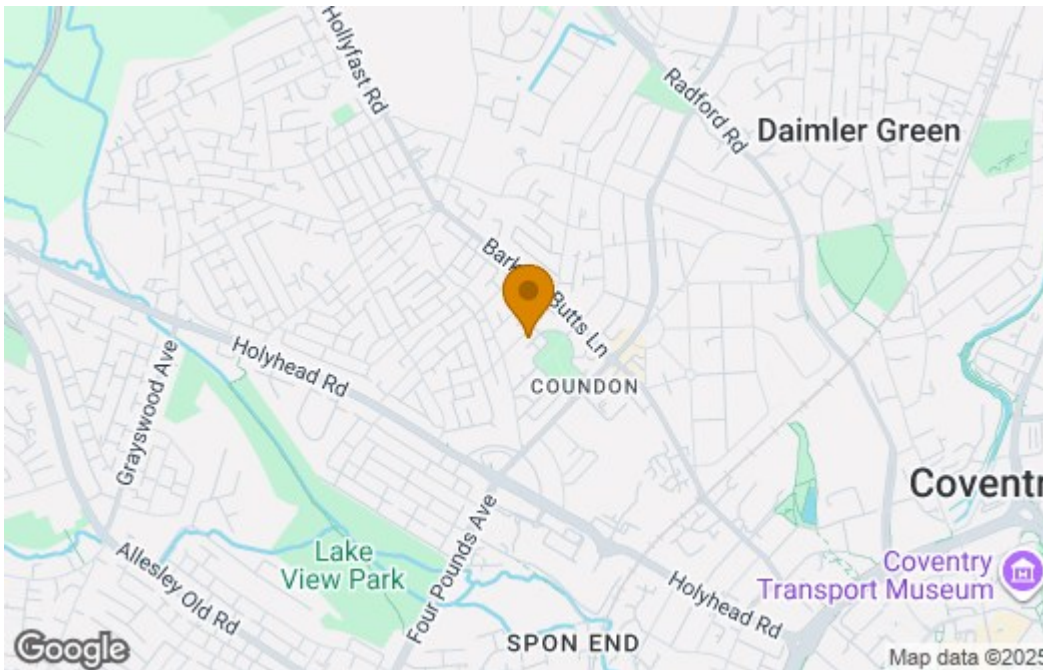 Hollyfast Rd
Radford Rd
Daimler Green
Butts Ln
COUNDON
Holyhead Rd
Grayswood Ave
Coventr
Lake
View Park
Four Pounds Ave
Coventry
Transport Museum
Allesley Old Rd
Holyhead Rd
SPON END
Google
Map data ©2025